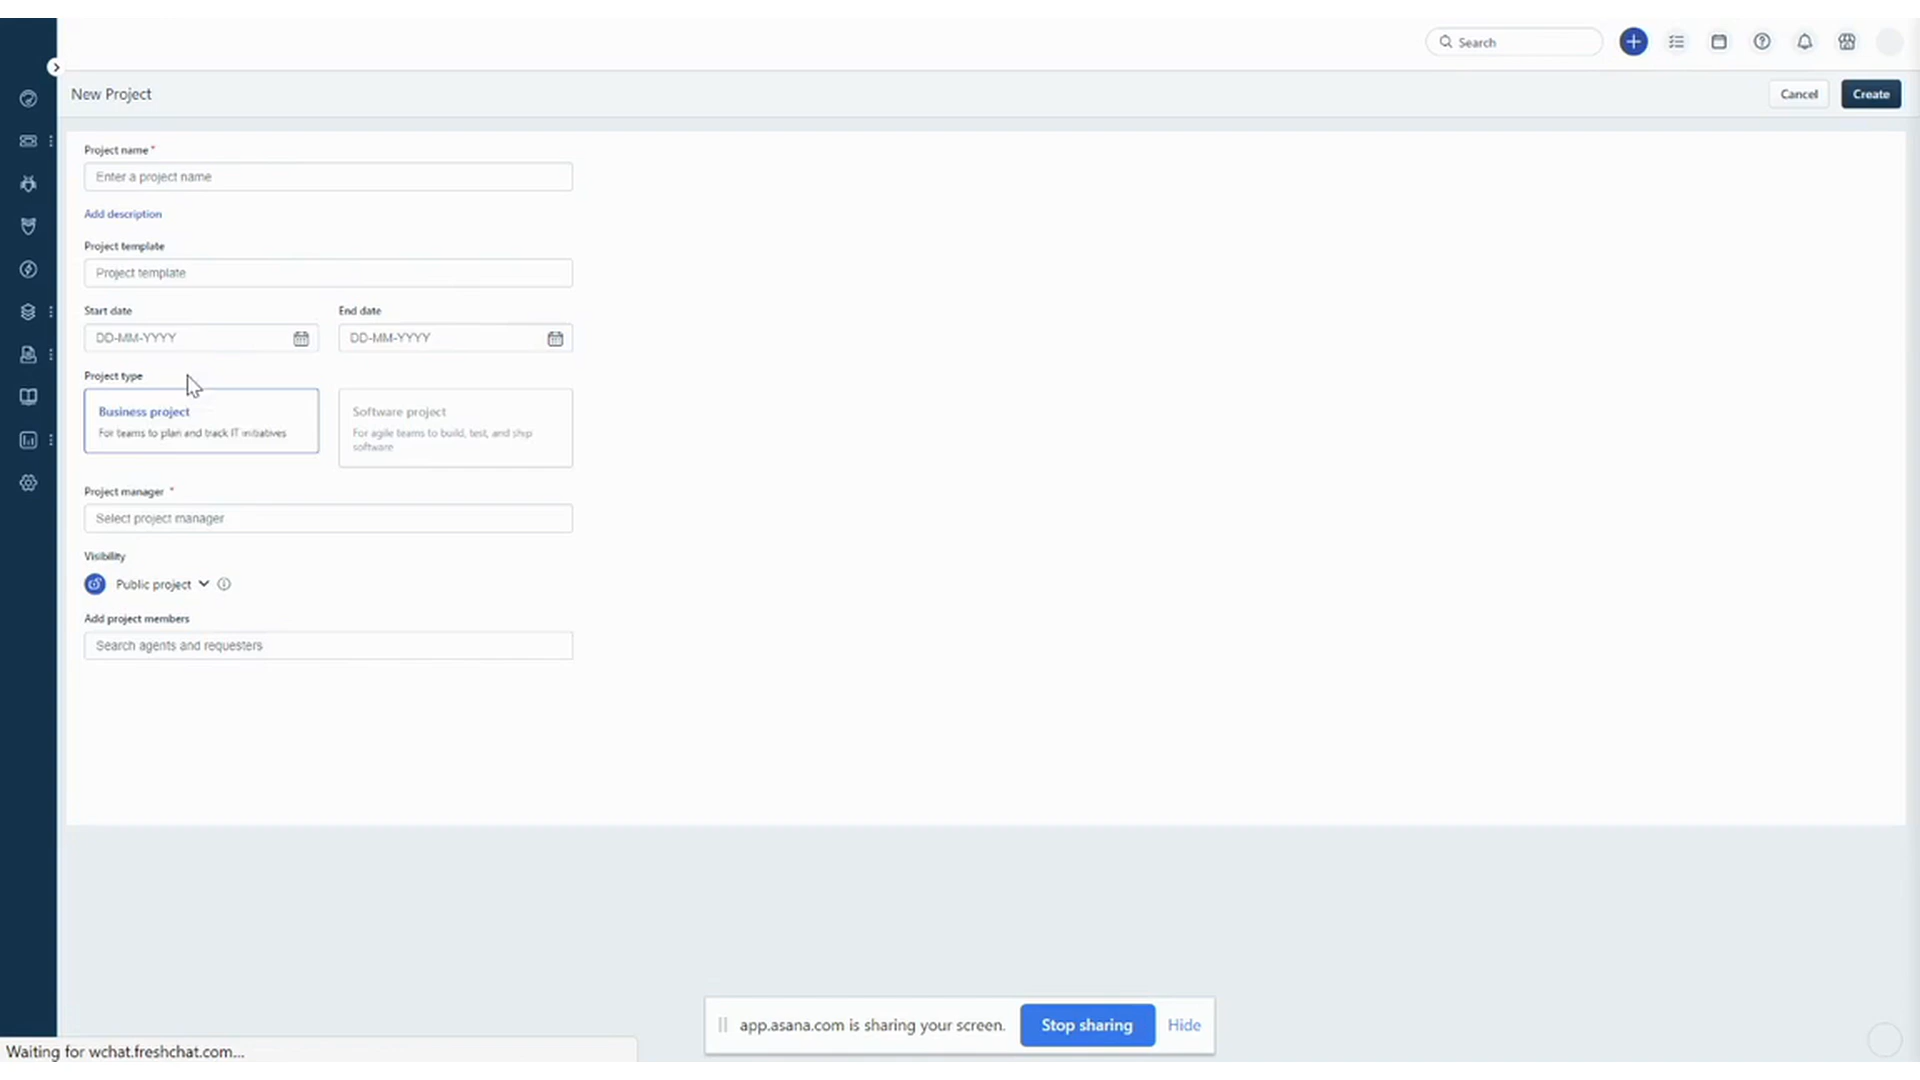 Search
New Project
Cancel
Create
Project name *
Enter a project name
Add description
Project template
Project template
Start date
End date
DD-MM-YYYY
DD-MM-YYYY
Project type
Business project
For teams to plan and track IT initiatives
Software project
For agile teams to build, test, and ship
software
Project manager *
Select project manager
Visibility
Public project
Add project members
Search agents and requesters
app.asana.com is sharing your screen.
Stop sharing
Hide
Waiting for wchat.freshchat.com...